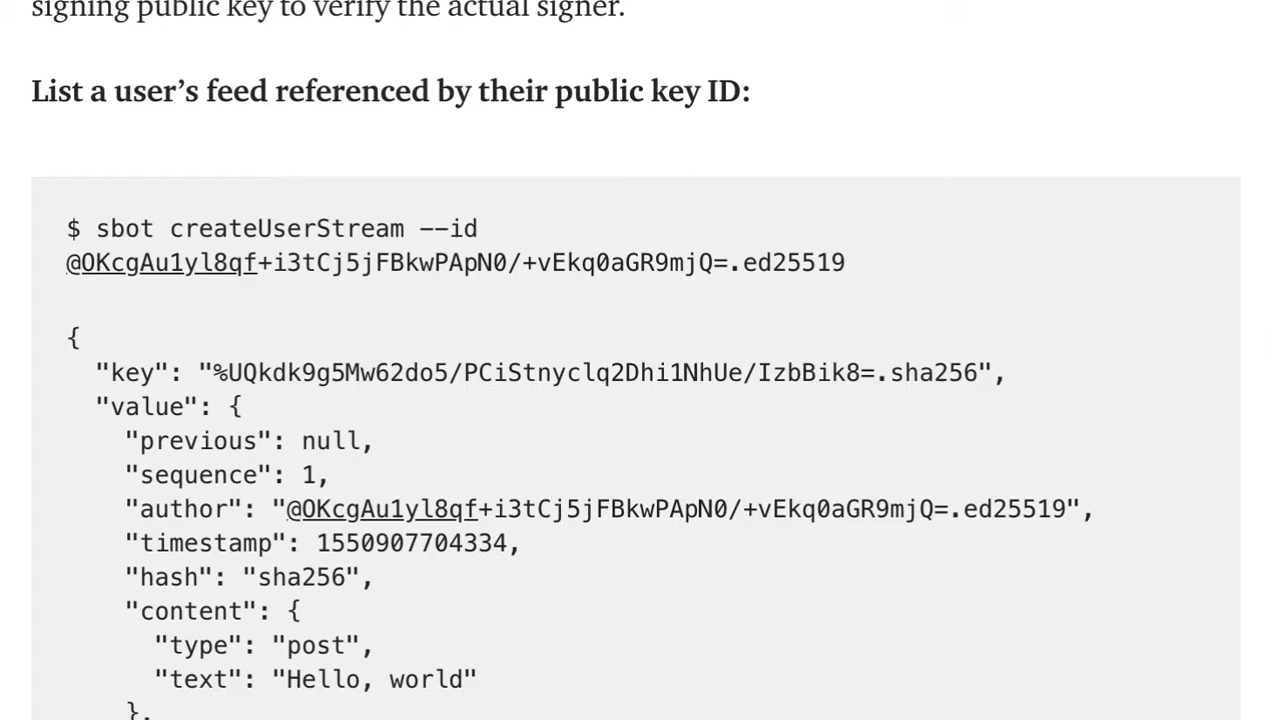 signing public key to verify the actual signer.
List a user’s feed referenced by their public key ID:
$ sbot createUserStream --id
@OKcgAu1yl8qf+i3tCj5jFBkwPApN0/+vEkq0aGR9mjQ=.ed25519
{
"key": "%UQkdk9g5Mw62do5/PCiStnyclq2Dhi1NhUe/IzbBik8=.sha256",
"value": {
"previous": null,
"sequence": 1,
"author": "@OKcgAu1yl8qf+i3tCj5jFBkwPApN0/+vEkq0aGR9mjQ=.ed25519",
"timestamp": 1550907704334,
"hash": "sha256",
"content": {
"type": "post",
"text": "Hello, world"
},